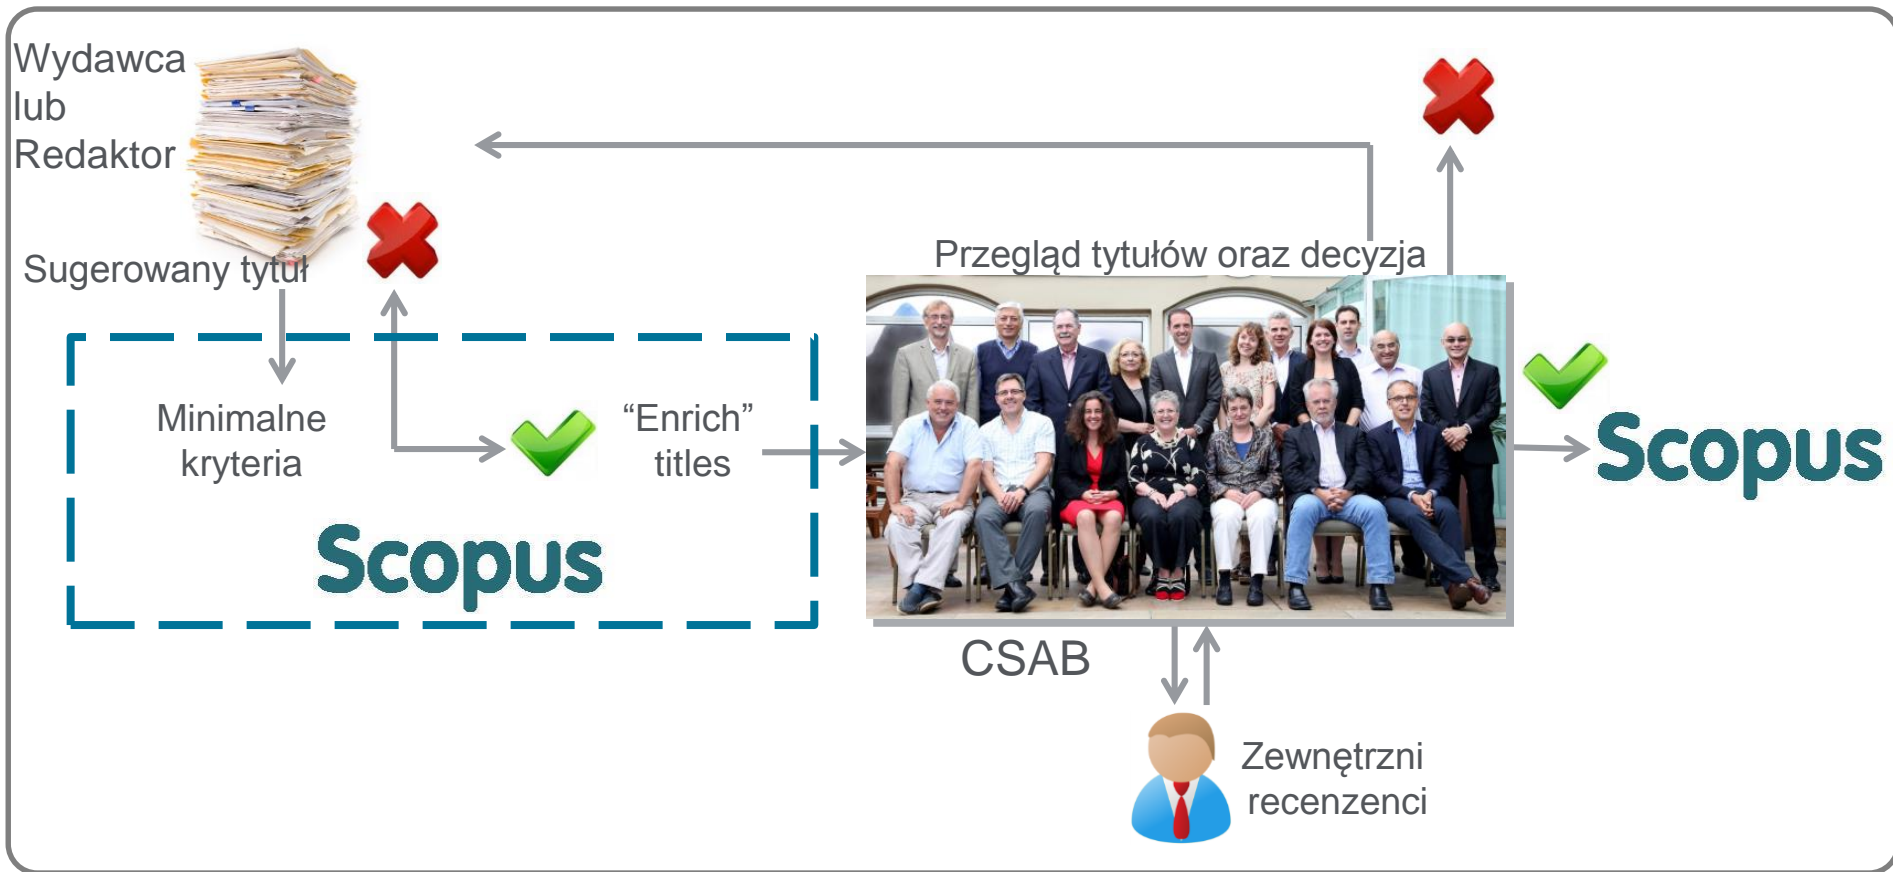 Wydawca
lub
Redaktor
Sugerowany tytuł
Minimalne
kryteria
“Enrich”
titles
Scopus
Przegląd tytułów oraz decyzja
CSAB
Scopus
Zewnętrzni
recenzenci